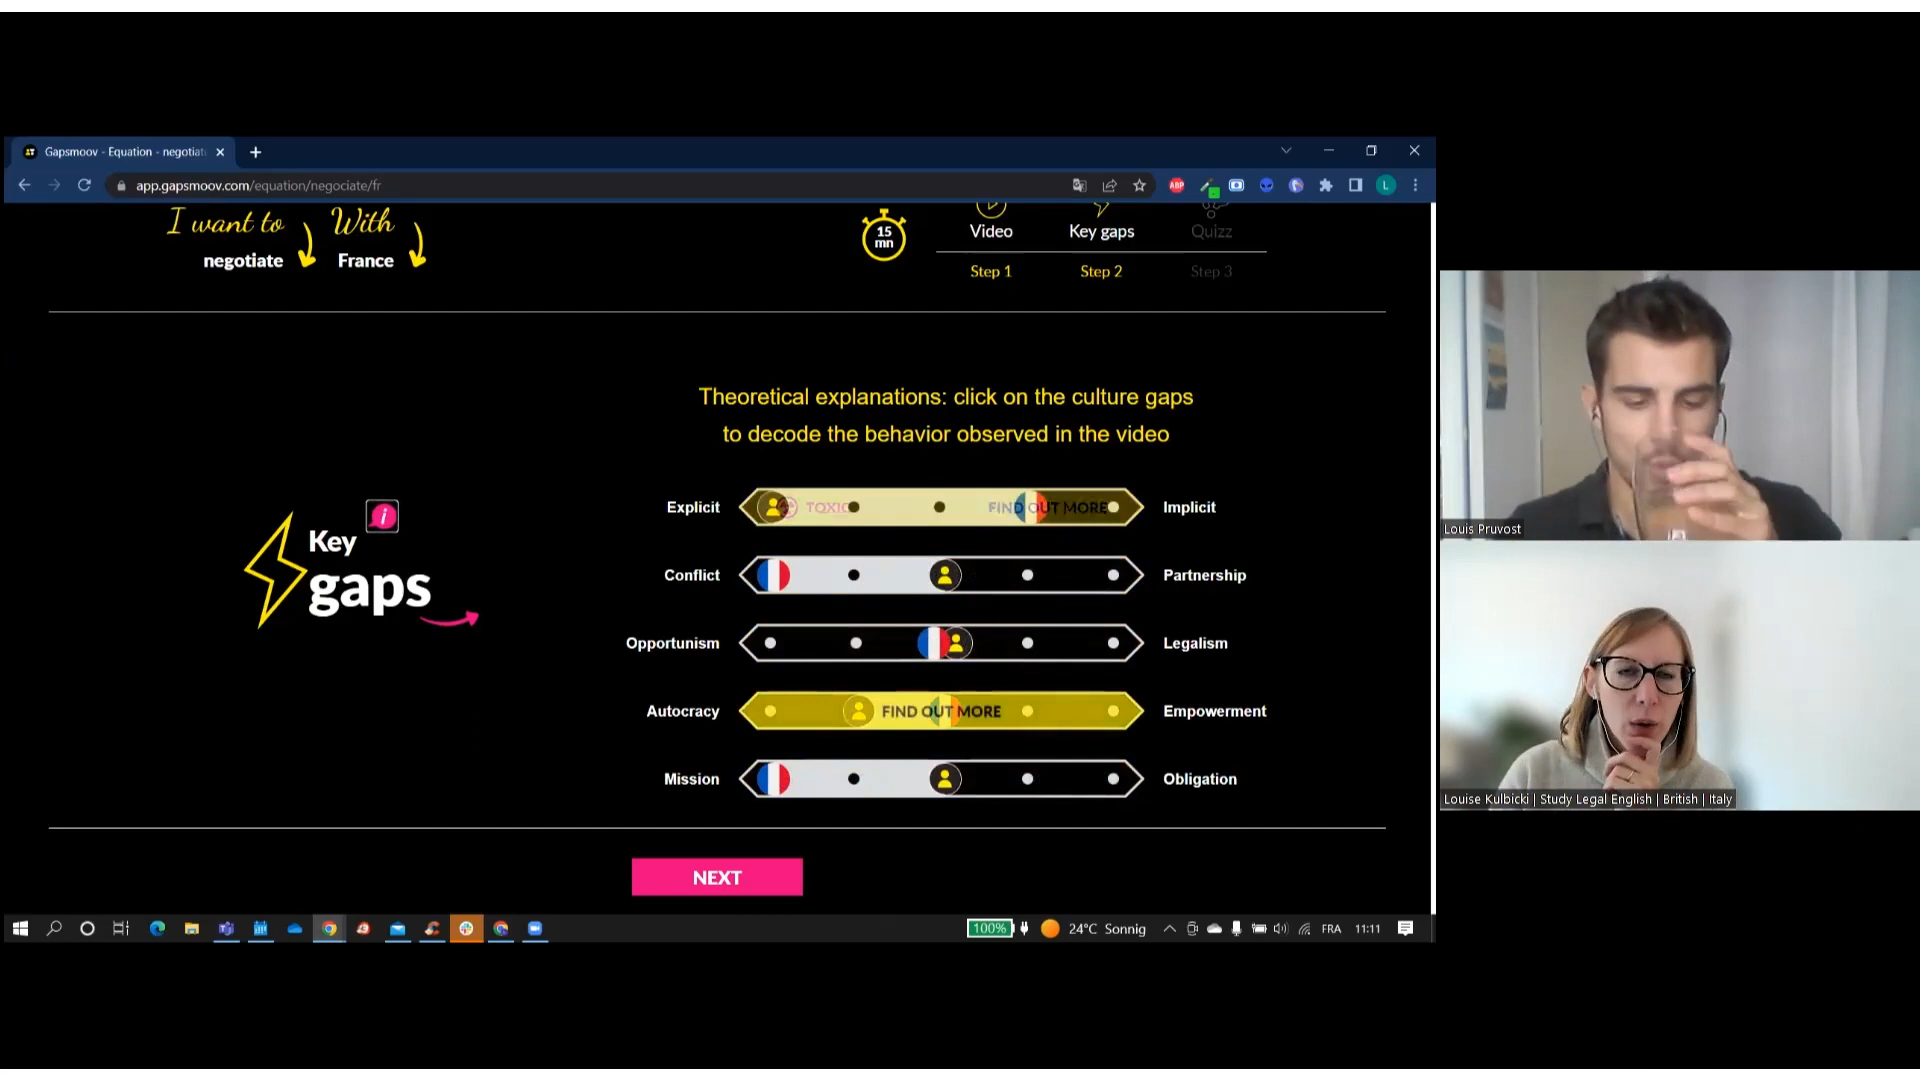 Gapsmoov - Equation - negotiat
app.gapsmoov.com/equation/negociate/fr
ABP
L
I want to
With
negotiate
France
15
mn
Video
Key gaps
Quizz
Step 1
Step 2
Step 3
Theoretical explanations: click on the culture gaps
to decode the behavior observed in the video
Key
gaps
i
Explicit
TOXIC
FIND OUT MORE
Implicit
Conflict
Partnership
Opportunism
Legalism
Autocracy
FIND OUT MORE
Empowerment
Mission
Obligation
NEXT
100%
24°C Sonnig
FRA
11:11
Louis Pruvost
Louise Kulbicki | Study Legal English | British | Italy